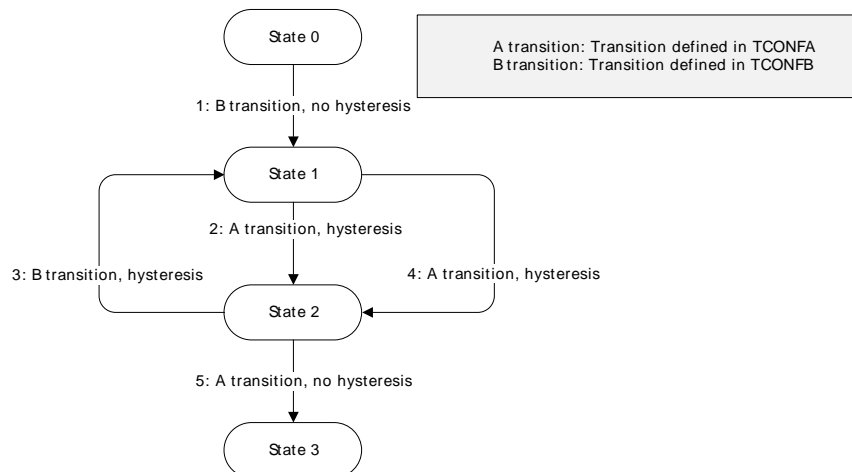 State 0
A transition: Transition defined in TCONFA
B transition: Transition defined in TCONFB
1: B transition, no hysteresis
State 1
2: A transition, hysteresis
3: B transition, hysteresis
4: A transition, hysteresis
State 2
5: A transition, no hysteresis
State 3